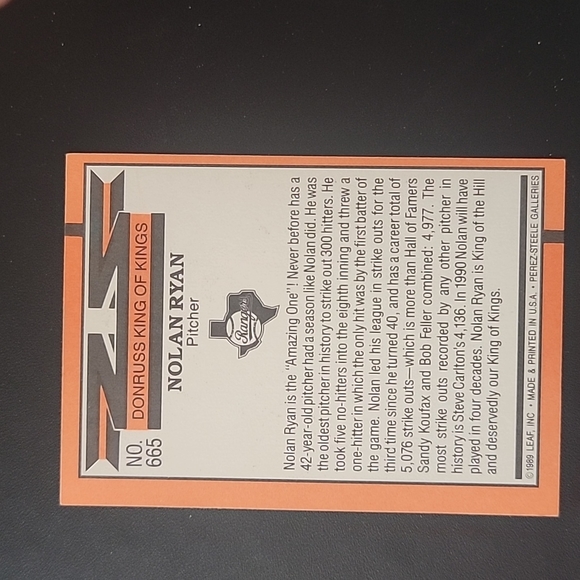 NO.
665
DONRUSS KING OF KINGS
NOLAN RYAN
Pitcher
Rangers
Nolan Ryan is the "Amazing One"! Never before has a
42-year-old pitcher had a season like Nolan did. He was
the oldest pitcher in history to strike out 300 hitters. He
took five no-hitters into the eighth inning and threw a
one-hitter in which the only hit was by the first batter of
the game. Nolan led his league in strike outs for the
third time since he turned 40, and has a career total of
5,076 strike outs—which is more than Hall of Famers
Sandy Koufax and Bob Feller combined: 4,977. The
most strike outs recorded by any other pitcher in
history is Steve Carlton's 4,136. In 1990 Nolan will have
played in four decades. Nolan Ryan is King of the Hill
and deservedly our King of Kings.
©1989 LEAF, INC • MADE & PRINTED IN U.S.A. • PEREZ-STEELE GALLERIES